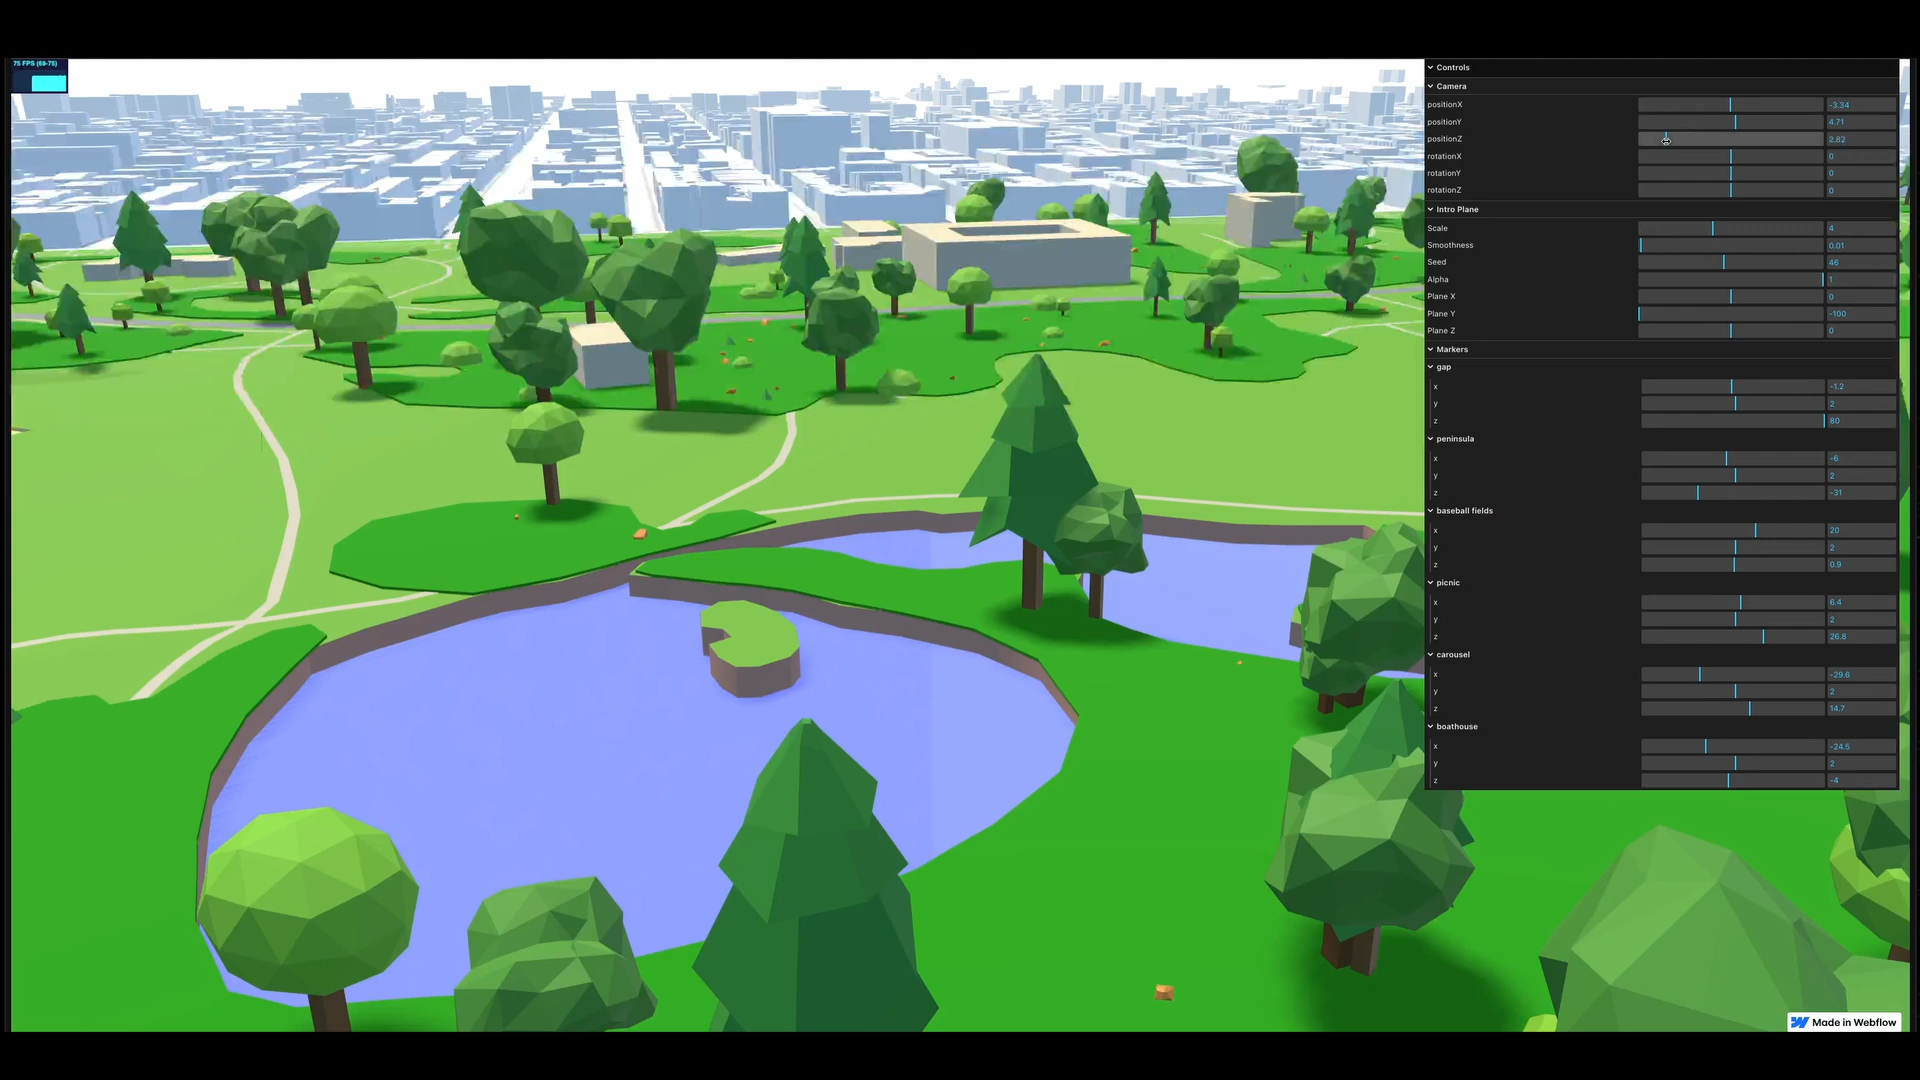 75 FPS (69-75)
Controls
Camera
positionX -3.34
positionY 4.71
positionZ 2.82
rotationX 0
rotationY 0
rotationZ 0
Intro Plane
Scale 4
Smoothness 0.01
Seed 46
Alpha 1
Plane X 0
Plane Y -100
Plane Z 0
Markers
gap
x -1.2
y 2
z 80
peninsula
x -6
y 2
z -31
baseball fields
x 20
y 2
z 0.9
picnic
x 6.4
y 2
z 26.8
carousel
x -29.6
y 2
z 14.7
boathouse
x -24.5
y 2
z -4
Made in Webflow